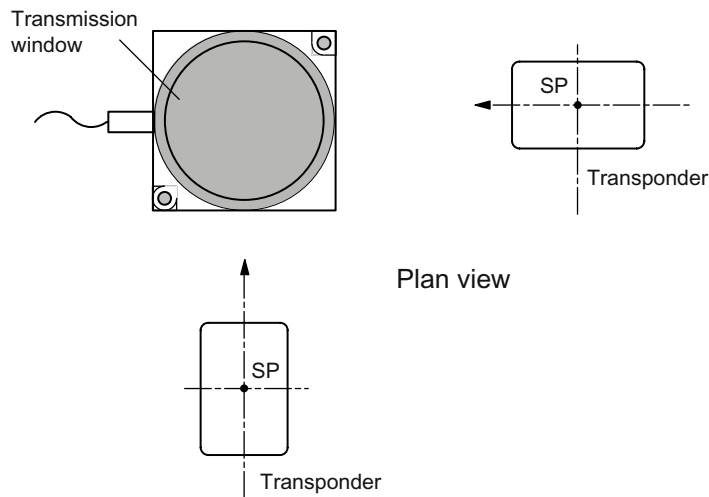 Transmission
window
SP
Transponder
Plan view
SP
Transponder